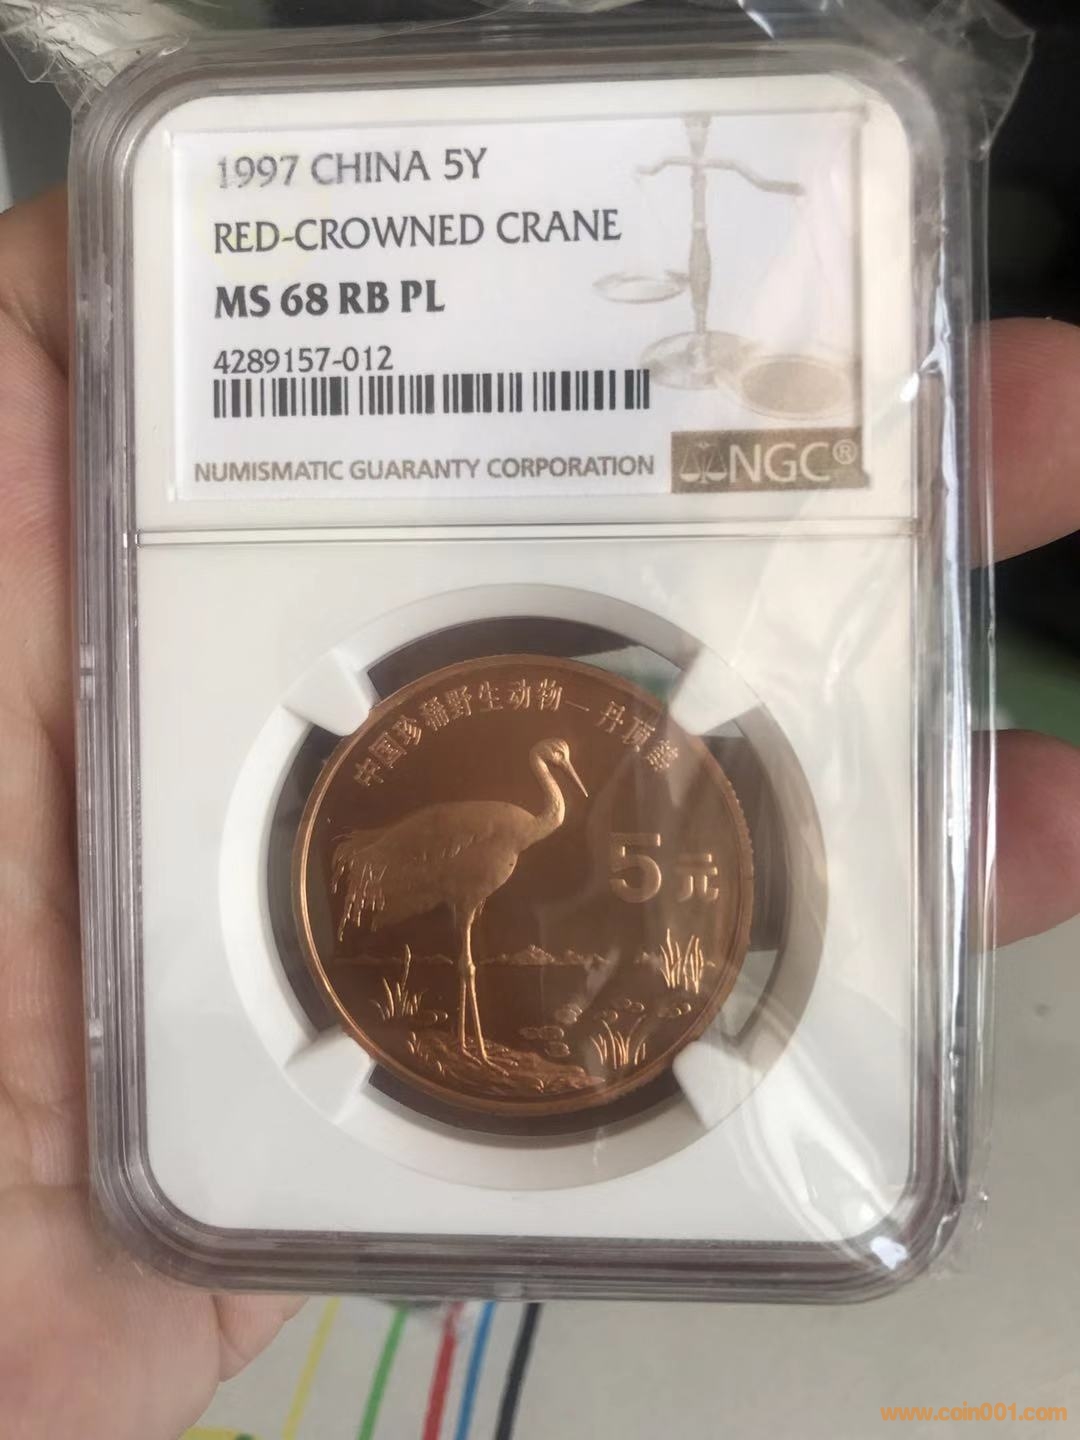 1997 CHINA 5Y
RED-CROWNED CRANE
MS 68 RB PL
4289157-012
NUMISMATIC GUARANTY CORPORATION NGC®
中国珍稀野生动物—丹顶鹤
5元
www.coin001.com